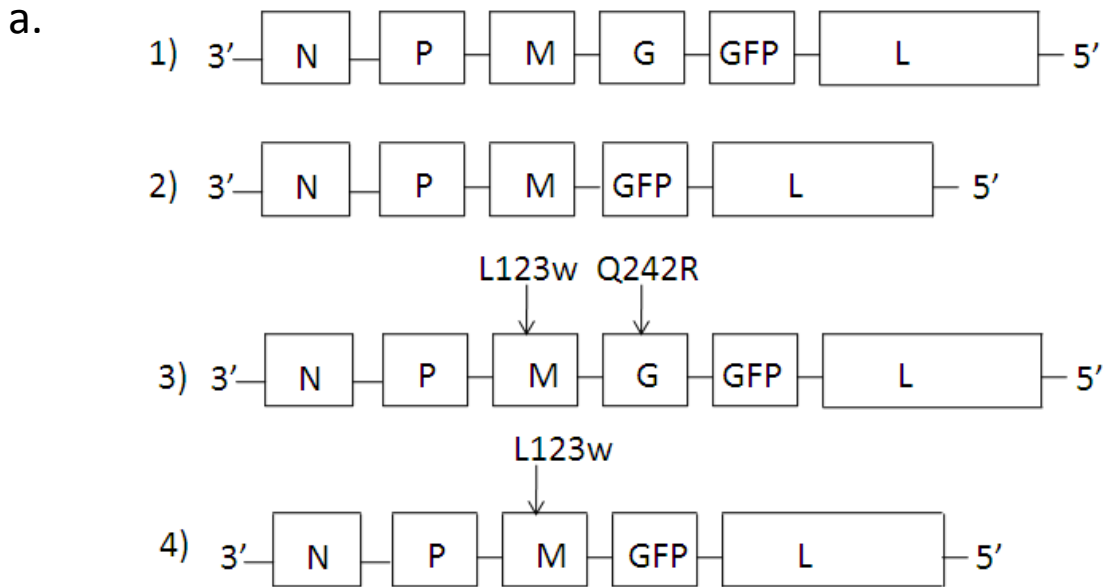 a.
1) 3’ N P M G GFP L 5’
2) 3’ N P M GFP L 5’
L123w Q242R
3) 3’ N P M G GFP L 5’
L123w
4) 3’ N P M GFP L 5’